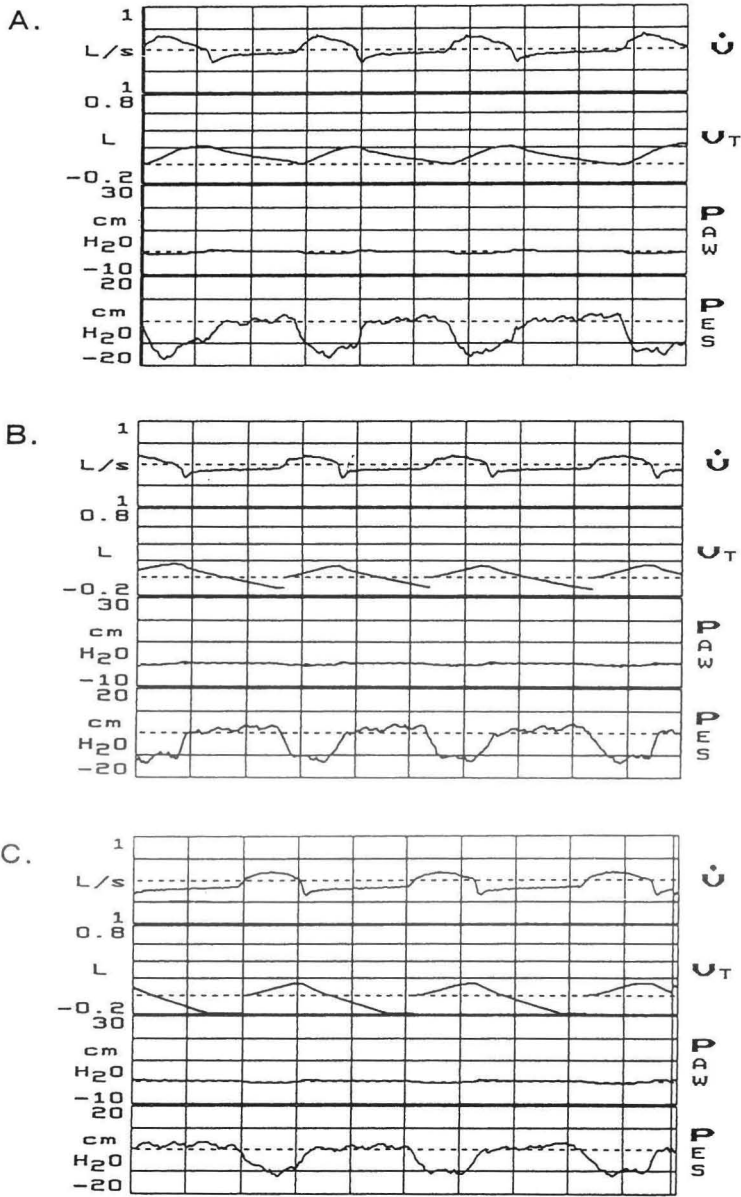 A.
1
L/s
V̇
1
0.8
L
VT
-0.2
30
cm
H2O
PAW
-10
20
cm
H2O
PES
-20
B.
1
L/s
V̇
1
0.8
L
VT
-0.2
30
cm
H2O
PAW
-10
20
cm
H2O
PES
-20
C.
1
L/s
V̇
1
0.8
L
VT
-0.2
30
cm
H2O
PAW
-10
20
cm
H2O
PES
-20